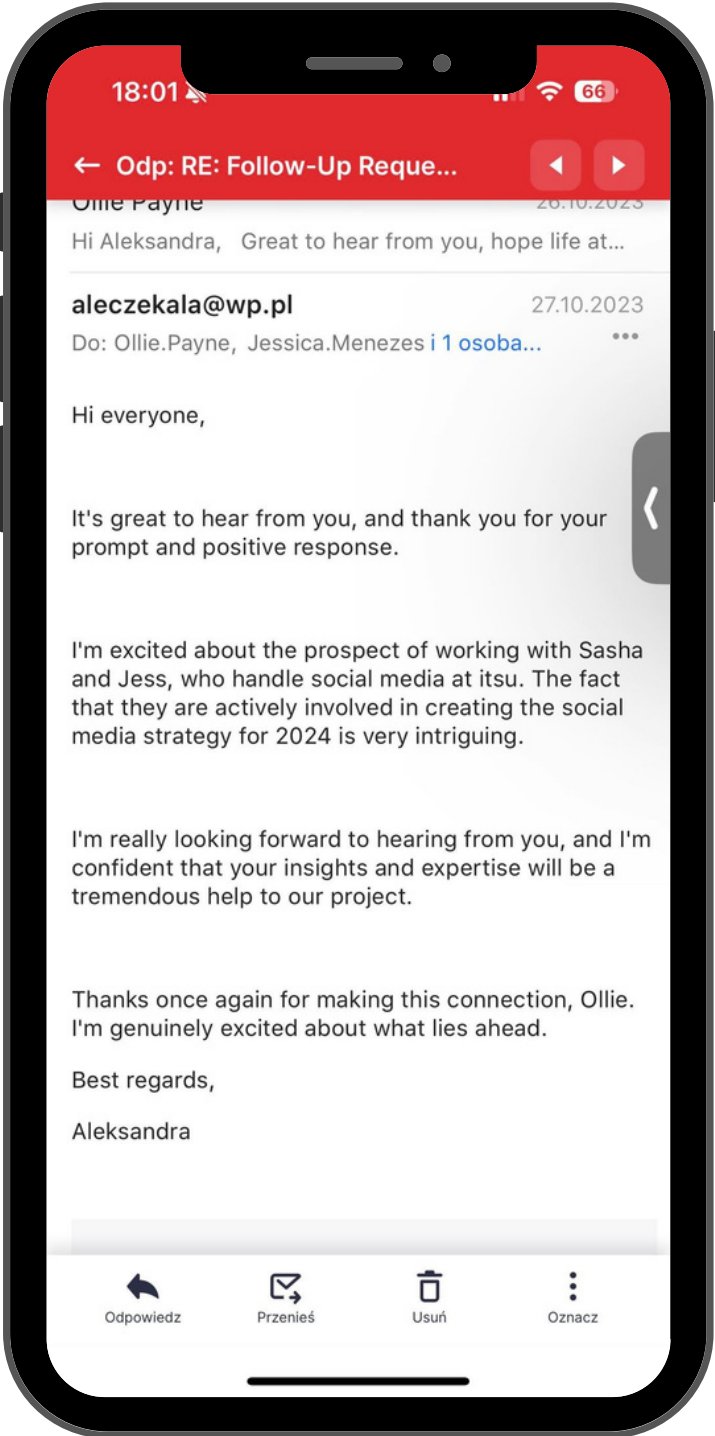 18:01
66
← Odp: RE: Follow-Up Reque...
Ollie Payne 26.10.2023
Hi Aleksandra, Great to hear from you, hope life at...
aleczekala@wp.pl 27.10.2023
Do: Ollie.Payne, Jessica.Menezes i 1 osoba...
Hi everyone,
It's great to hear from you, and thank you for your
prompt and positive response.
I'm excited about the prospect of working with Sasha
and Jess, who handle social media at itsu. The fact
that they are actively involved in creating the social
media strategy for 2024 is very intriguing.
I'm really looking forward to hearing from you, and I'm
confident that your insights and expertise will be a
tremendous help to our project.
Thanks once again for making this connection, Ollie.
I'm genuinely excited about what lies ahead.
Best regards,
Aleksandra
Odpowiedz Przenieś Usuń Oznacz